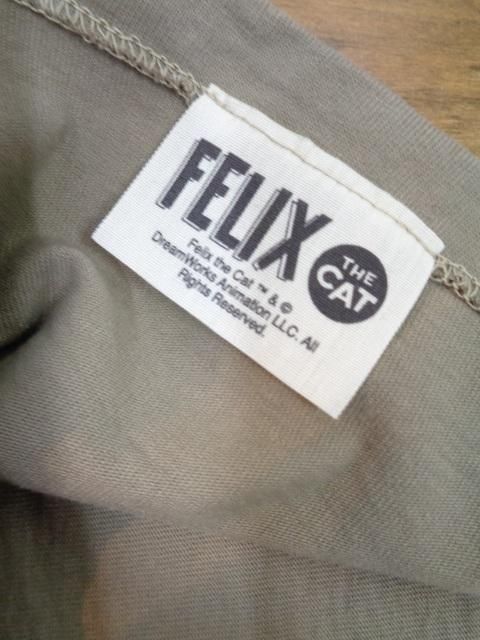 FELIX
THE
CAT
Felix the Cat ™ & ©
DreamWorks Animation LLC. All
Rights Reserved.